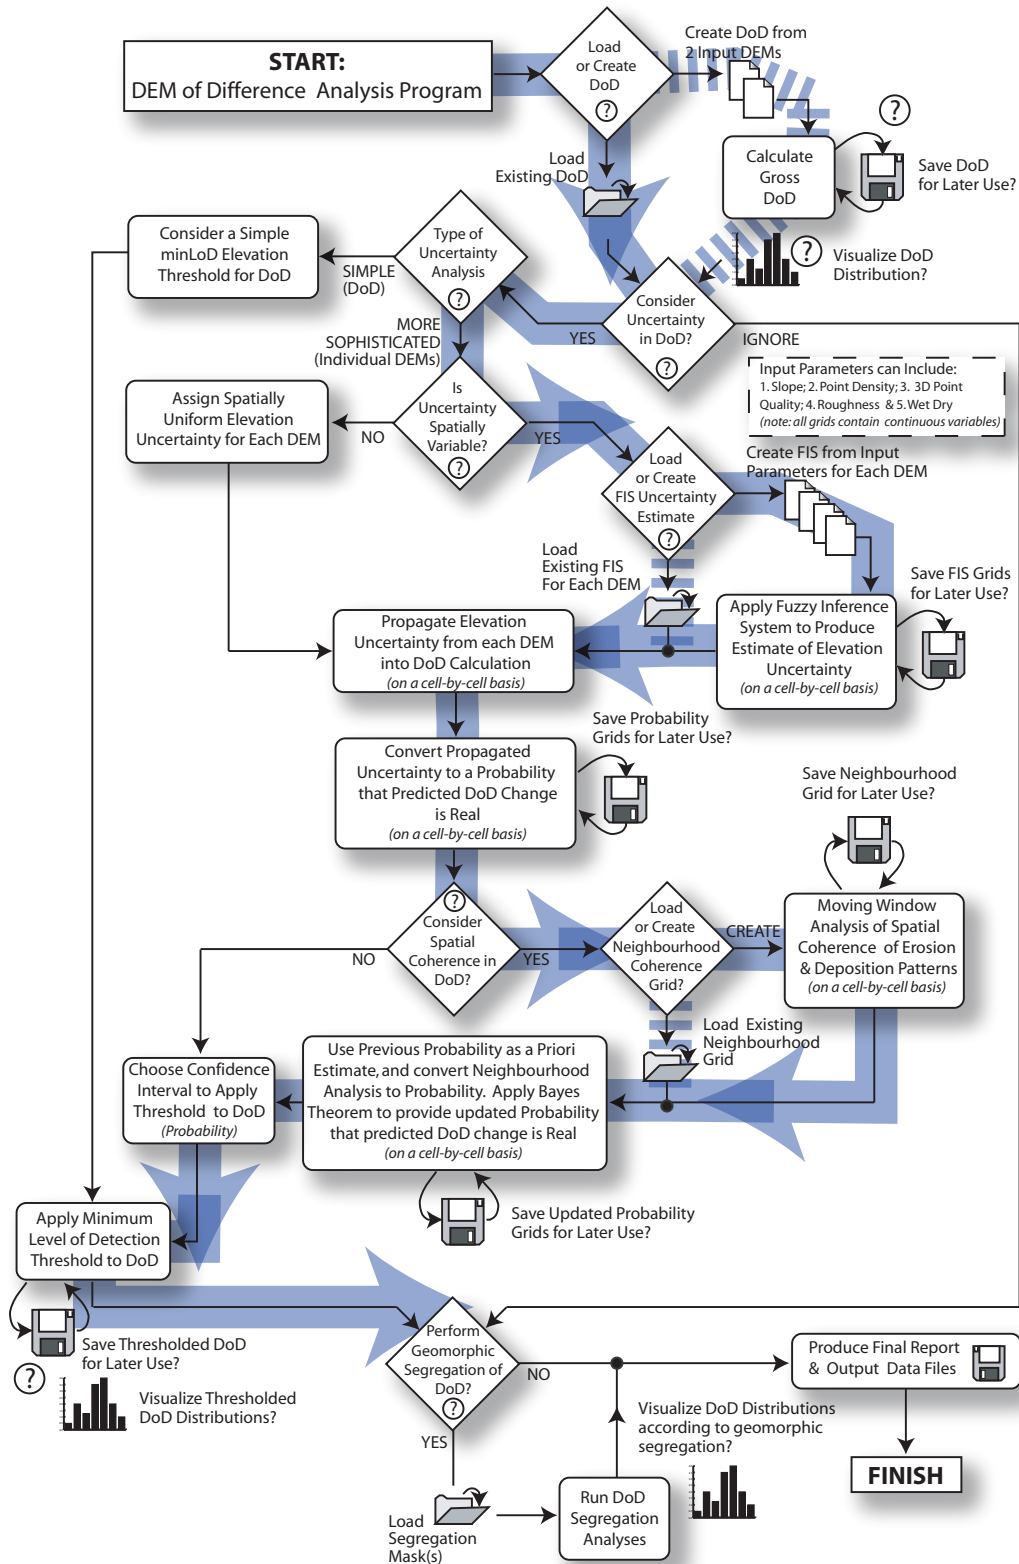 START:
DEM of Difference Analysis Program
Load
or Create
DoD
?
Create DoD from
2 Input DEMs
Load
Existing DoD
Calculate
Gross
DoD
?
Save DoD
for Later Use?
?
Visualize DoD
Distribution?
Consider a Simple
minLoD Elevation
Threshold for DoD
SIMPLE
(DoD)
Type of
Uncertainty
Analysis
?
YES
Consider
Uncertainty
in DoD?
?
IGNORE
MORE
SOPHISTICATED
(Individual DEMs)
Input Parameters can Include:
1. Slope; 2. Point Density; 3. 3D Point
Quality; 4. Roughness & 5. Wet Dry
(note: all grids contain continuous variables)
Assign Spatially
Uniform Elevation
Uncertainty for Each DEM
NO
Is
Uncertainty
Spatially
Variable?
?
YES
Load
or Create
FIS Uncertainty
Estimate
?
Create FIS from Input
Parameters for Each DEM
Load
Existing FIS
For Each DEM
Save FIS Grids
for Later Use?
Propagate Elevation
Uncertainty from each DEM
into DoD Calculation
(on a cell-by-cell basis)
Apply Fuzzy Inference
System to Produce
Estimate of Elevation
Uncertainty
(on a cell-by-cell basis)
Save Probability
Grids for Later Use?
Convert Propagated
Uncertainty to a Probability
that Predicted DoD Change
is Real
(on a cell-by-cell basis)
Save Neighbourhood
Grid for Later Use?
?
Consider
Spatial
Coherence in
DoD?
NO
YES
Load
or Create
Neighbourhood
Coherence
Grid?
CREATE
Moving Window
Analysis of Spatial
Coherence of Erosion
& Deposition Patterns
(on a cell-by-cell basis)
Load Existing
Neighbourhood
Grid
Choose Confidence
Interval to Apply
Threshold to DoD
(Probability)
Use Previous Probability as a Priori
Estimate, and convert Neighbourhood
Analysis to Probability. Apply Bayes
Theorem to provide updated Probability
that predicted DoD change is Real
(on a cell-by-cell basis)
Save Updated Probability
Grids for Later Use?
Apply Minimum
Level of Detection
Threshold to DoD
Save Thresholded DoD
for Later Use?
?
Visualize Thresholded
DoD Distributions?
Perform
Geomorphic
Segregation of
DoD?
?
NO
YES
Produce Final Report
& Output Data Files
Visualize DoD Distributions
according to geomorphic
segregation?
FINISH
Load
Segregation
Mask(s)
Run DoD
Segregation
Analyses